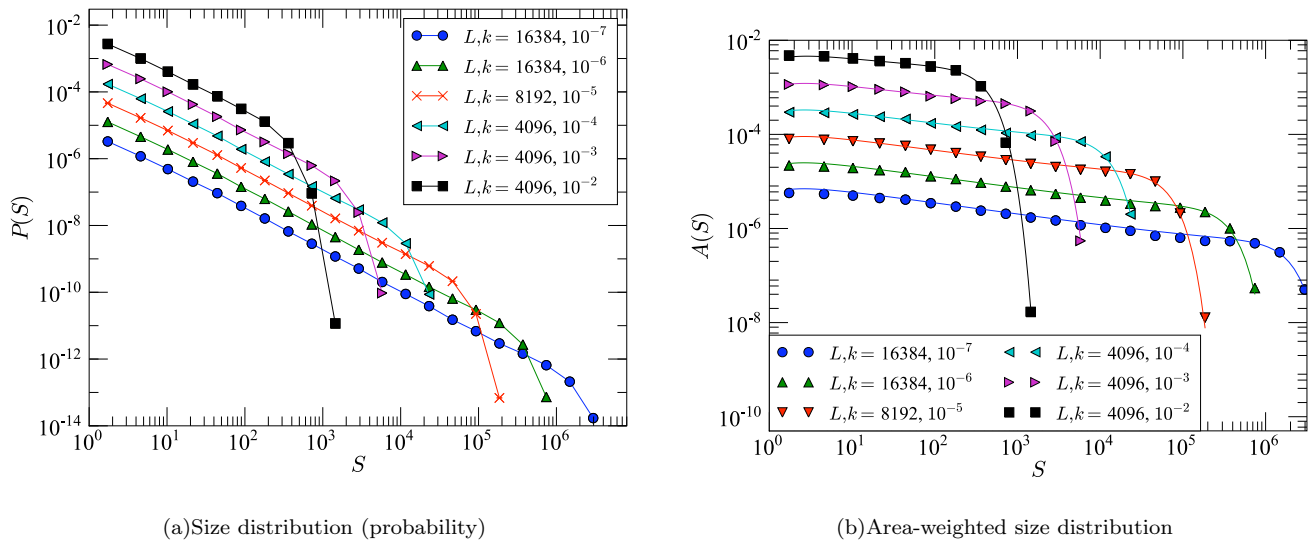 10^{-2}
10^{-4}
10^{-6}
10^{-8}
10^{-10}
10^{-12}
10^{-14}
P(S)
10^0 10^1 10^2 10^3 10^4 10^5 10^6
S
L,k = 16384, 10^{-7}
L,k = 16384, 10^{-6}
L,k = 8192, 10^{-5}
L,k = 4096, 10^{-4}
L,k = 4096, 10^{-3}
L,k = 4096, 10^{-2}
(a)Size distribution (probability)
10^{-2}
10^{-4}
10^{-6}
10^{-8}
10^{-10}
A(S)
10^0 10^1 10^2 10^3 10^4 10^5 10^6
S
L,k = 16384, 10^{-7}
L,k = 16384, 10^{-6}
L,k = 8192, 10^{-5}
L,k = 4096, 10^{-4}
L,k = 4096, 10^{-3}
L,k = 4096, 10^{-2}
(b)Area-weighted size distribution